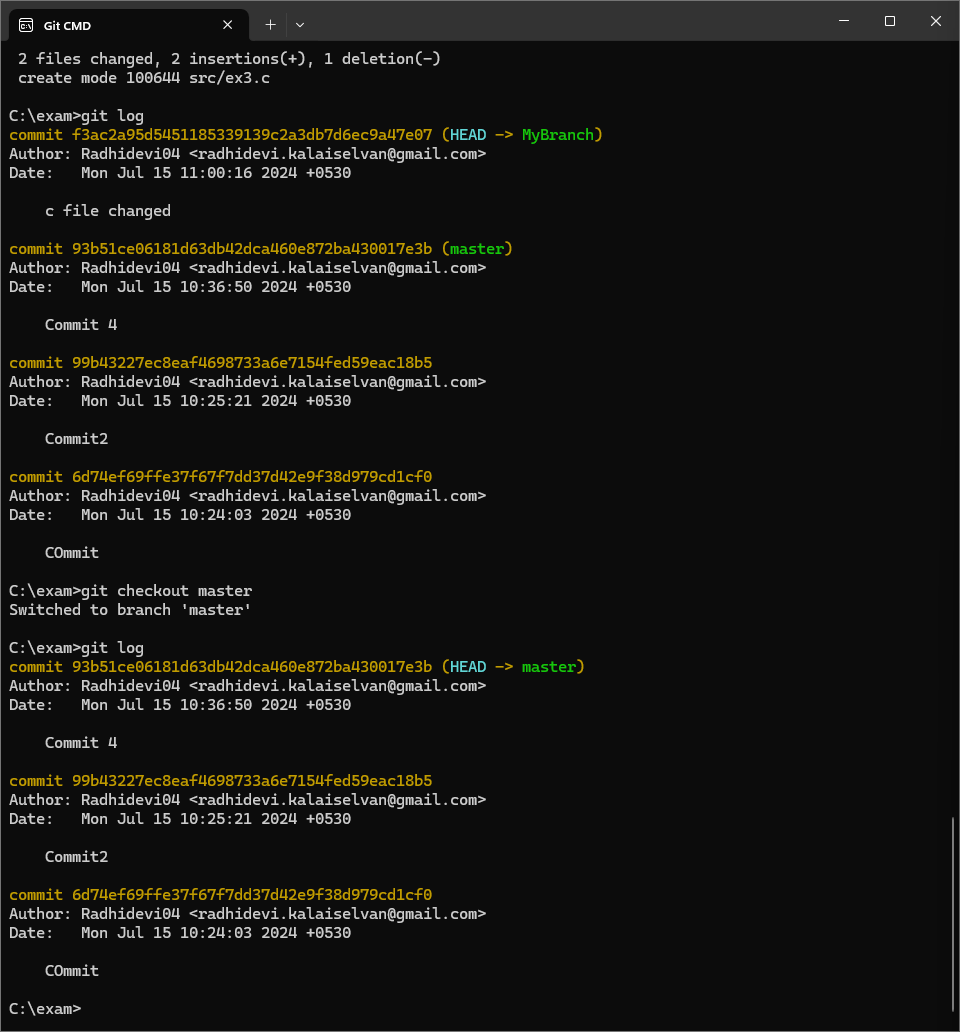 Git CMD
2 files changed, 2 insertions(+), 1 deletion(-)
create mode 100644 src/ex3.c
C:\exam>git log
commit f3ac2a95d5451185339139c2a3db7d6ec9a47e07 (HEAD -> MyBranch)
Author: Radhidevi04 <radhidevi.kalaiselvan@gmail.com>
Date:   Mon Jul 15 11:00:16 2024 +0530
c file changed
commit 93b51ce06181d63db42dca460e872ba430017e3b (master)
Author: Radhidevi04 <radhidevi.kalaiselvan@gmail.com>
Date:   Mon Jul 15 10:36:50 2024 +0530
Commit 4
commit 99b43227ec8eaf4698733a6e7154fed59eac18b5
Author: Radhidevi04 <radhidevi.kalaiselvan@gmail.com>
Date:   Mon Jul 15 10:25:21 2024 +0530
Commit2
commit 6d74ef69ffe37f67f7dd37d42e9f38d979cd1cf0
Author: Radhidevi04 <radhidevi.kalaiselvan@gmail.com>
Date:   Mon Jul 15 10:24:03 2024 +0530
COmmit
C:\exam>git checkout master
Switched to branch 'master'
C:\exam>git log
commit 93b51ce06181d63db42dca460e872ba430017e3b (HEAD -> master)
Author: Radhidevi04 <radhidevi.kalaiselvan@gmail.com>
Date:   Mon Jul 15 10:36:50 2024 +0530
Commit 4
commit 99b43227ec8eaf4698733a6e7154fed59eac18b5
Author: Radhidevi04 <radhidevi.kalaiselvan@gmail.com>
Date:   Mon Jul 15 10:25:21 2024 +0530
Commit2
commit 6d74ef69ffe37f67f7dd37d42e9f38d979cd1cf0
Author: Radhidevi04 <radhidevi.kalaiselvan@gmail.com>
Date:   Mon Jul 15 10:24:03 2024 +0530
COmmit
C:\exam>